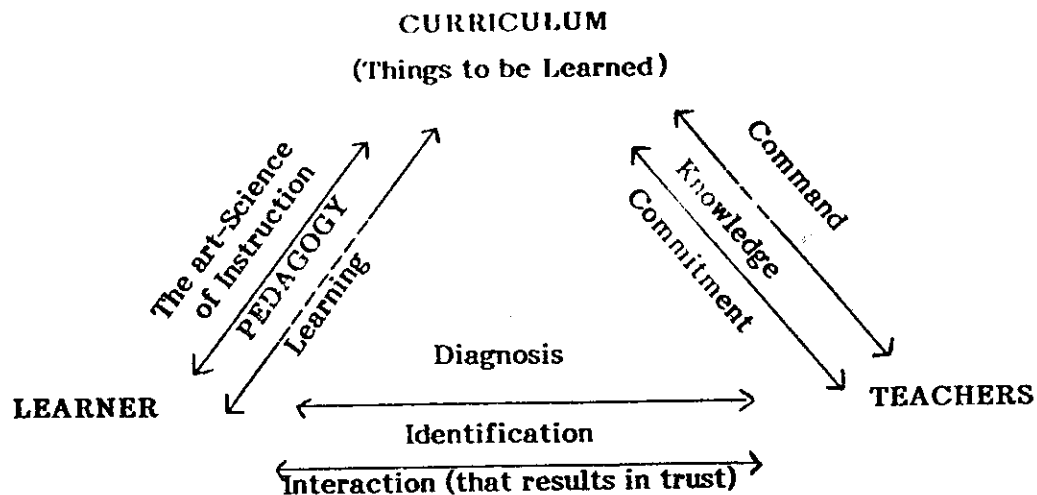 CURRICULUM
(Things to be Learned)
The art-Science
of Instruction
PEDAGOGY
Learning
Command
Knowledge
Commitment
Diagnosis
LEARNER
TEACHERS
Identification
Interaction (that results in trust)